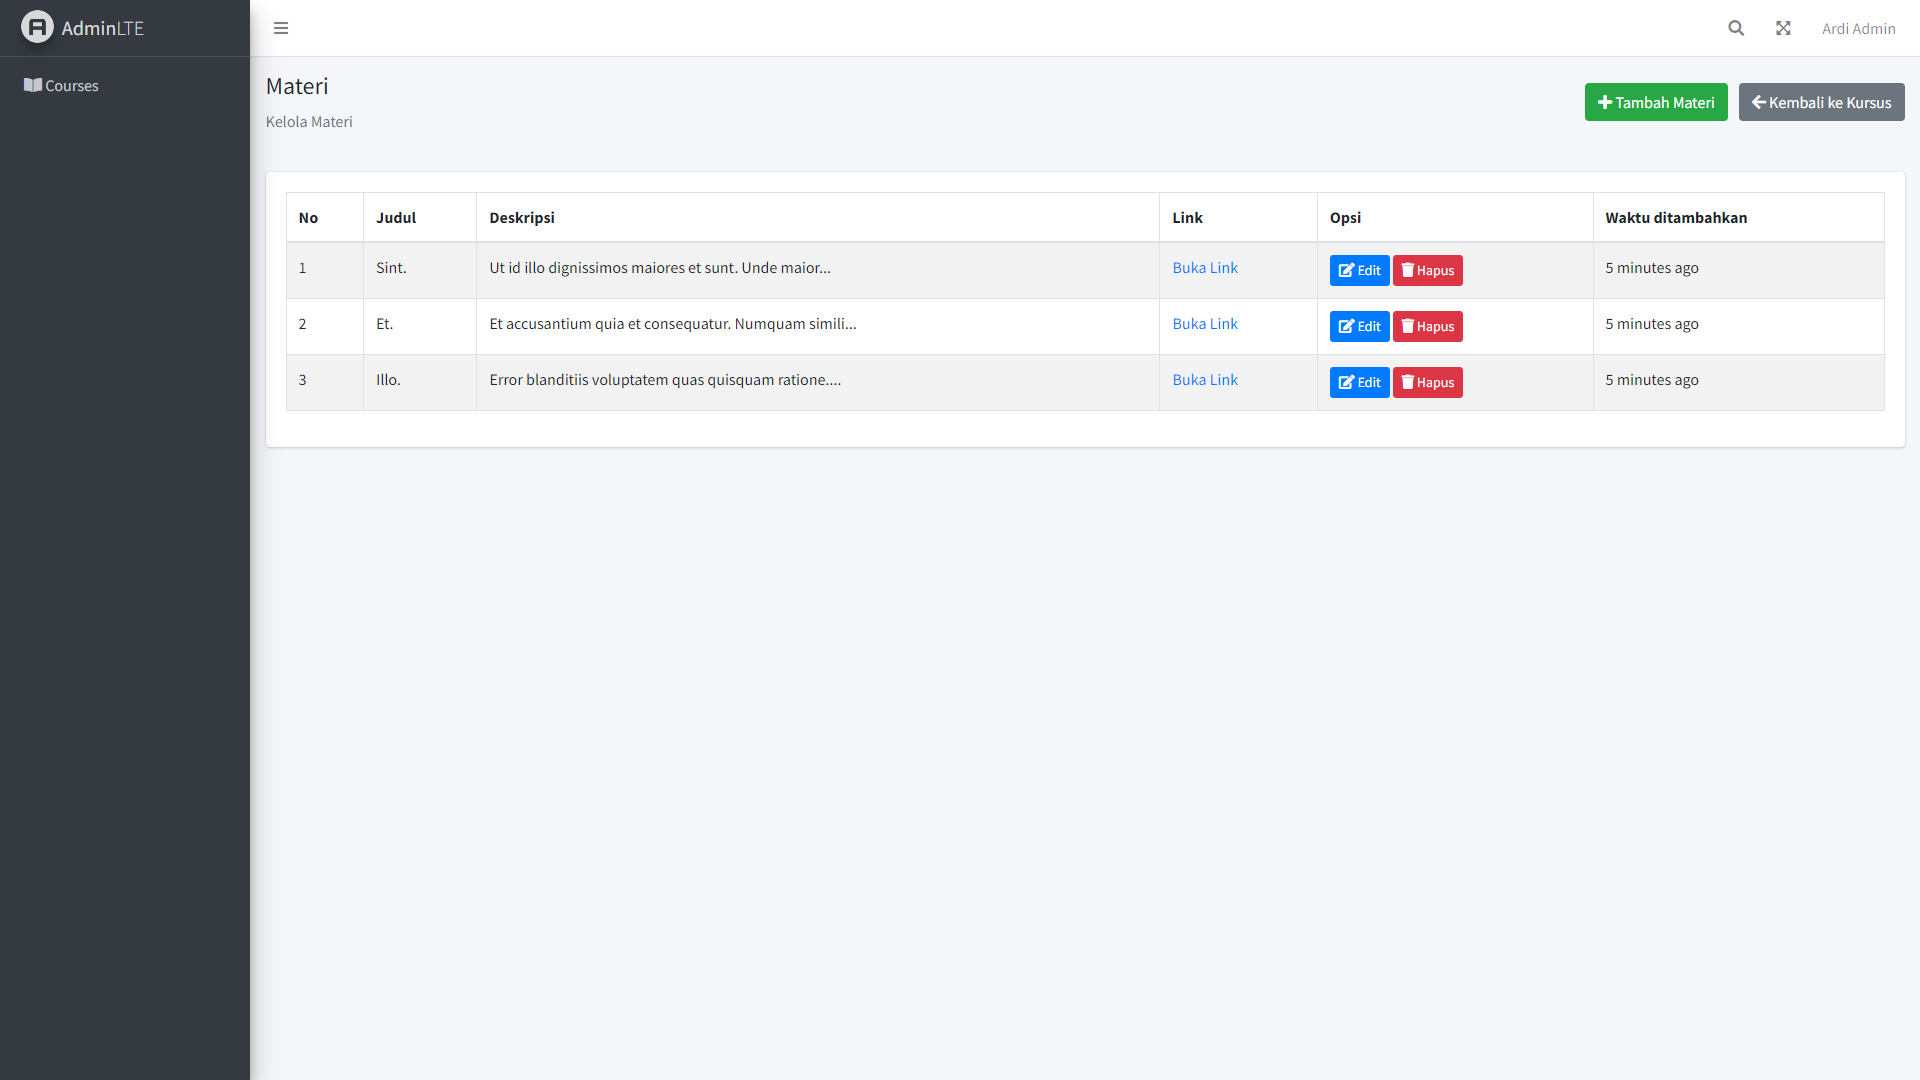 AdminLTE
Ardi Admin
Courses
Materi
Kelola Materi
Tambah Materi
Kembali ke Kursus
No Judul Deskripsi Link Opsi Waktu ditambahkan
1 Sint. Ut id illo dignissimos maiores et sunt. Unde maior... Buka Link Edit Hapus 5 minutes ago
2 Et. Et accusantium quia et consequatur. Numquam simili... Buka Link Edit Hapus 5 minutes ago
3 Illo. Error blanditiis voluptatem quas quisquam ratione.... Buka Link Edit Hapus 5 minutes ago